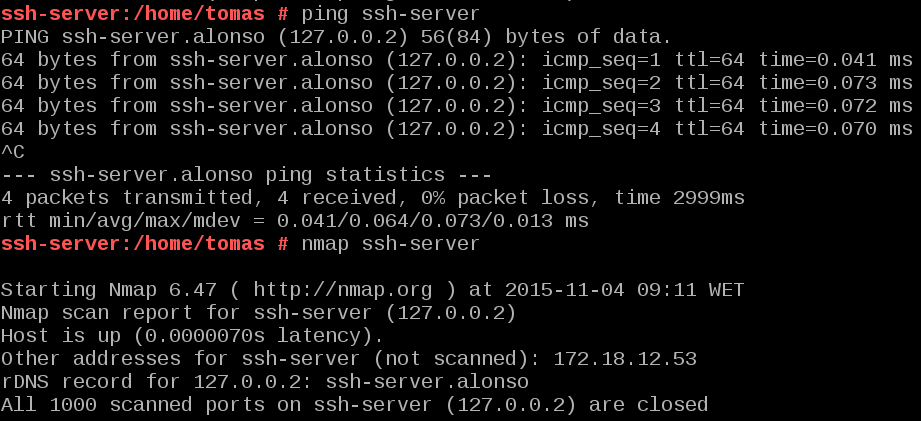 ssh-server:/home/tomas # ping ssh-server
PING ssh-server.alonso (127.0.0.2) 56(84) bytes of data.
64 bytes from ssh-server.alonso (127.0.0.2): icmp_seq=1 ttl=64 time=0.041 ms
64 bytes from ssh-server.alonso (127.0.0.2): icmp_seq=2 ttl=64 time=0.073 ms
64 bytes from ssh-server.alonso (127.0.0.2): icmp_seq=3 ttl=64 time=0.072 ms
64 bytes from ssh-server.alonso (127.0.0.2): icmp_seq=4 ttl=64 time=0.070 ms
^C
--- ssh-server.alonso ping statistics ---
4 packets transmitted, 4 received, 0% packet loss, time 2999ms
rtt min/avg/max/mdev = 0.041/0.064/0.073/0.013 ms
ssh-server:/home/tomas # nmap ssh-server

Starting Nmap 6.47 ( http://nmap.org ) at 2015-11-04 09:11 WET
Nmap scan report for ssh-server (127.0.0.2)
Host is up (0.0000070s latency).
Other addresses for ssh-server (not scanned): 172.18.12.53
rDNS record for 127.0.0.2: ssh-server.alonso
All 1000 scanned ports on ssh-server (127.0.0.2) are closed